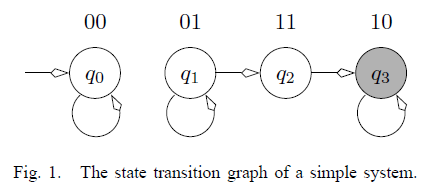 00 01 11 10
q0 q1 q2 q3
Fig. 1. The state transition graph of a simple system.